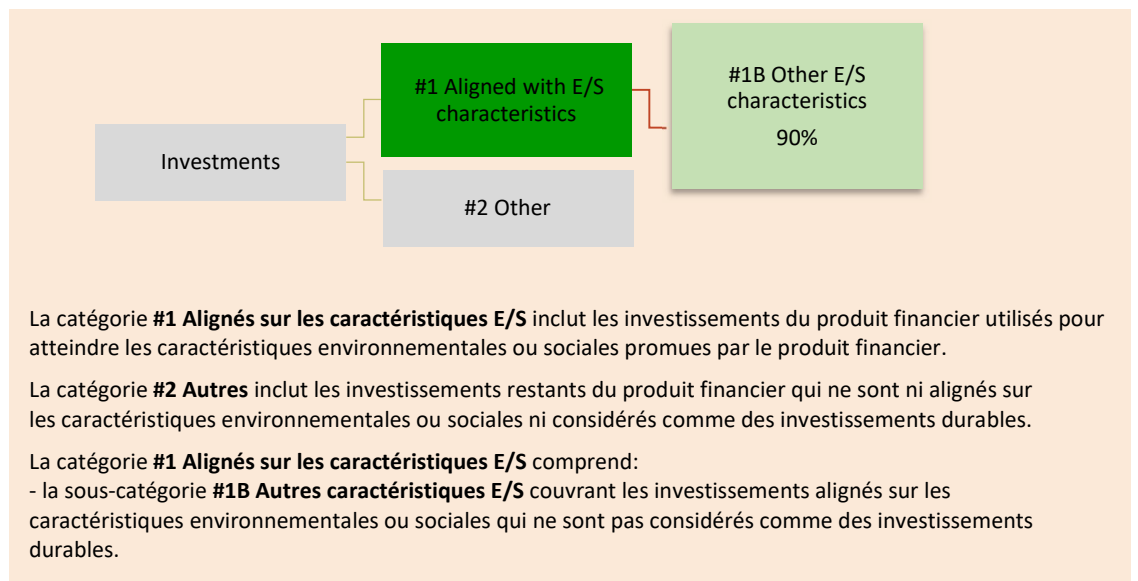 #1 Aligned with E/S
characteristics
#1B Other E/S
characteristics
90%
Investments
#2 Other
La catégorie #1 Alignés sur les caractéristiques E/S inclut les investissements du produit financier utilisés pour
atteindre les caractéristiques environnementales ou sociales promues par le produit financier.
La catégorie #2 Autres inclut les investissements restants du produit financier qui ne sont ni alignés sur
les caractéristiques environnementales ou sociales ni considérés comme des investissements durables.
La catégorie #1 Alignés sur les caractéristiques E/S comprend:
- la sous-catégorie #1B Autres caractéristiques E/S couvrant les investissements alignés sur les
caractéristiques environnementales ou sociales qui ne sont pas considérés comme des investissements
durables.